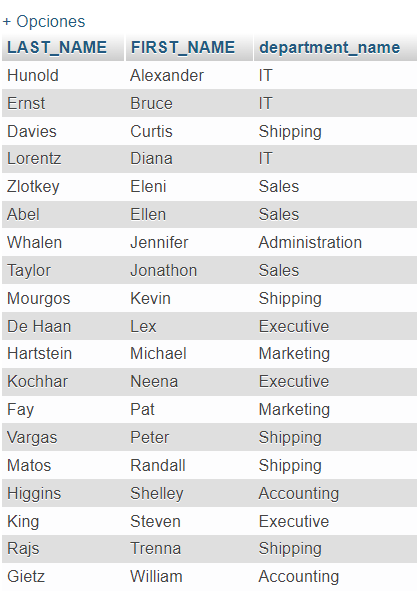 + Opciones
LAST_NAME FIRST_NAME department_name
Hunold Alexander IT
Ernst Bruce IT
Davies Curtis Shipping
Lorentz Diana IT
Zlotkey Eleni Sales
Abel Ellen Sales
Whalen Jennifer Administration
Taylor Jonathon Sales
Mourgos Kevin Shipping
De Haan Lex Executive
Hartstein Michael Marketing
Kochhar Neena Executive
Fay Pat Marketing
Vargas Peter Shipping
Matos Randall Shipping
Higgins Shelley Accounting
King Steven Executive
Rajs Trenna Shipping
Gietz William Accounting